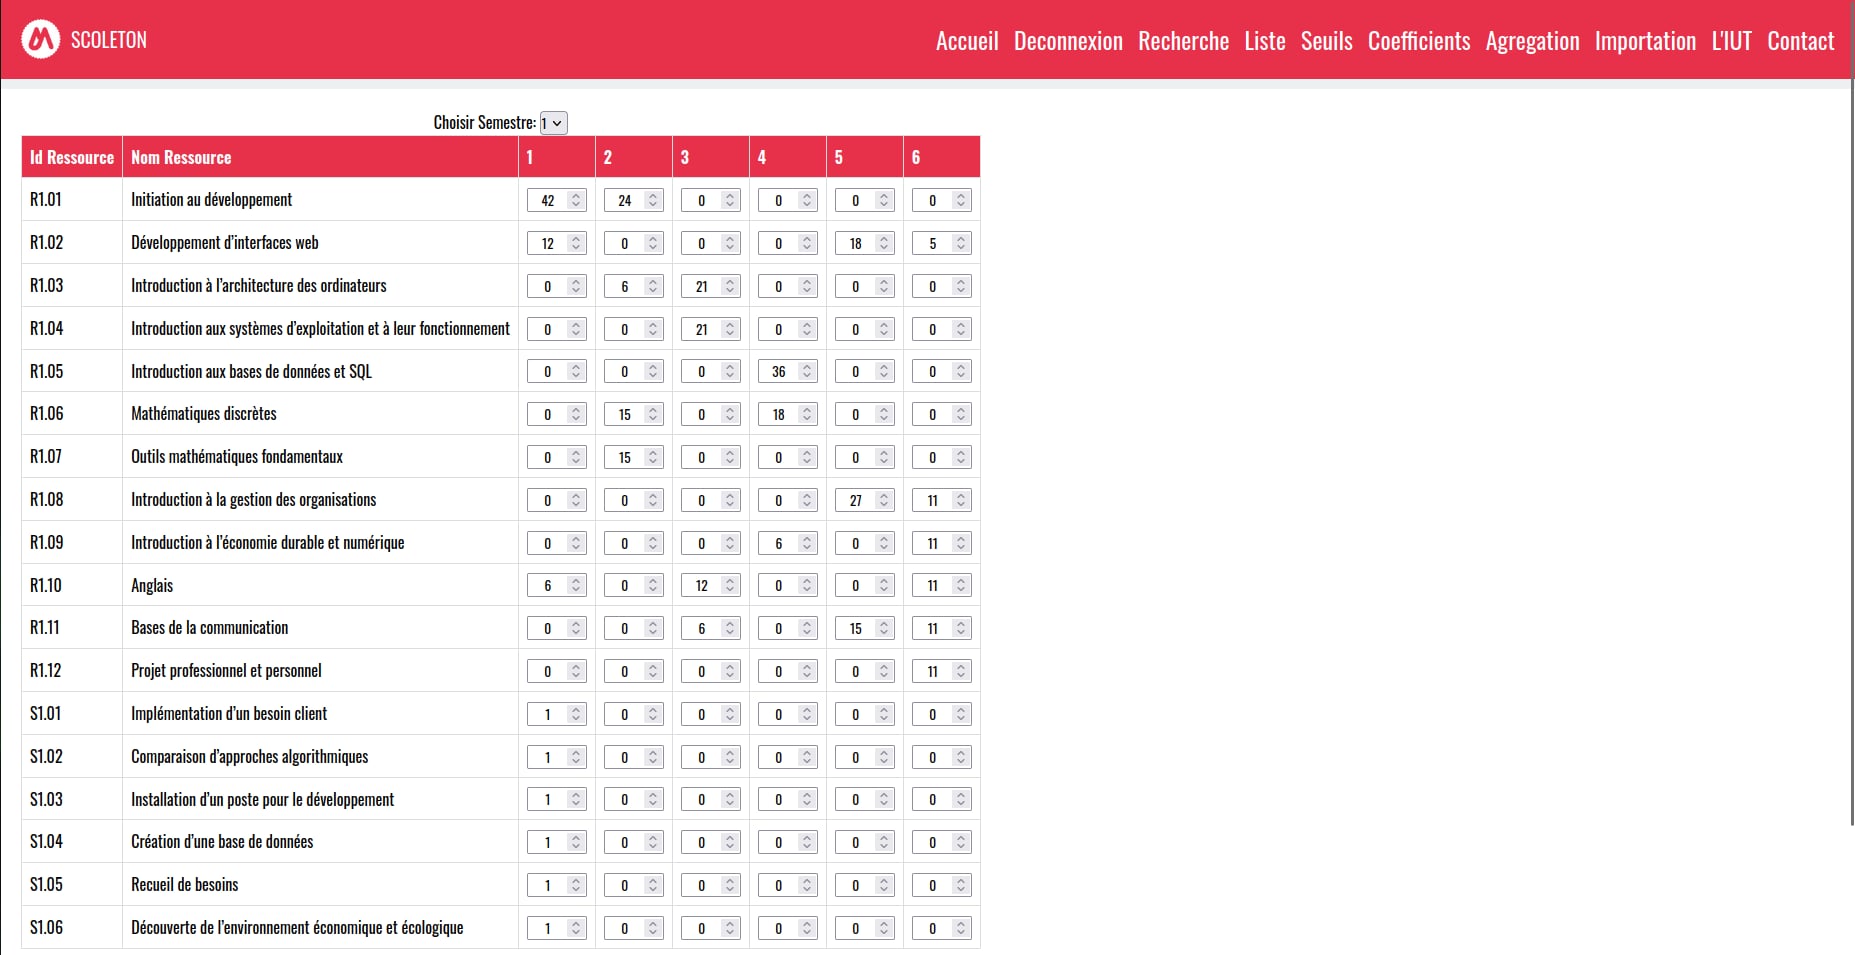 SCOLETON
Accueil Deconnexion Recherche Liste Seuils Coefficients Agregation Importation L'IUT Contact
Choisir Semestre: 1
Id Ressource Nom Ressource 1 2 3 4 5 6
R1.01 Initiation au développement 42 24 0 0 0 0
R1.02 Développement d'interfaces web 12 0 0 0 18 5
R1.03 Introduction à l'architecture des ordinateurs 0 6 21 0 0 0
R1.04 Introduction aux systèmes d'exploitation et à leur fonctionnement 0 0 21 0 0 0
R1.05 Introduction aux bases de données et SQL 0 0 0 36 0 0
R1.06 Mathématiques discrètes 0 15 0 18 0 0
R1.07 Outils mathématiques fondamentaux 0 15 0 0 0 0
R1.08 Introduction à la gestion des organisations 0 0 0 0 27 11
R1.09 Introduction à l'économie durable et numérique 0 0 0 6 0 11
R1.10 Anglais 6 0 12 0 0 11
R1.11 Bases de la communication 0 0 6 0 15 11
R1.12 Projet professionnel et personnel 0 0 0 0 0 11
S1.01 Implémentation d'un besoin client 1 0 0 0 0 0
S1.02 Comparaison d'approches algorithmiques 1 0 0 0 0 0
S1.03 Installation d'un poste pour le développement 1 0 0 0 0 0
S1.04 Création d'une base de données 1 0 0 0 0 0
S1.05 Recueil de besoins 1 0 0 0 0 0
S1.06 Découverte de l'environnement économique et écologique 1 0 0 0 0 0